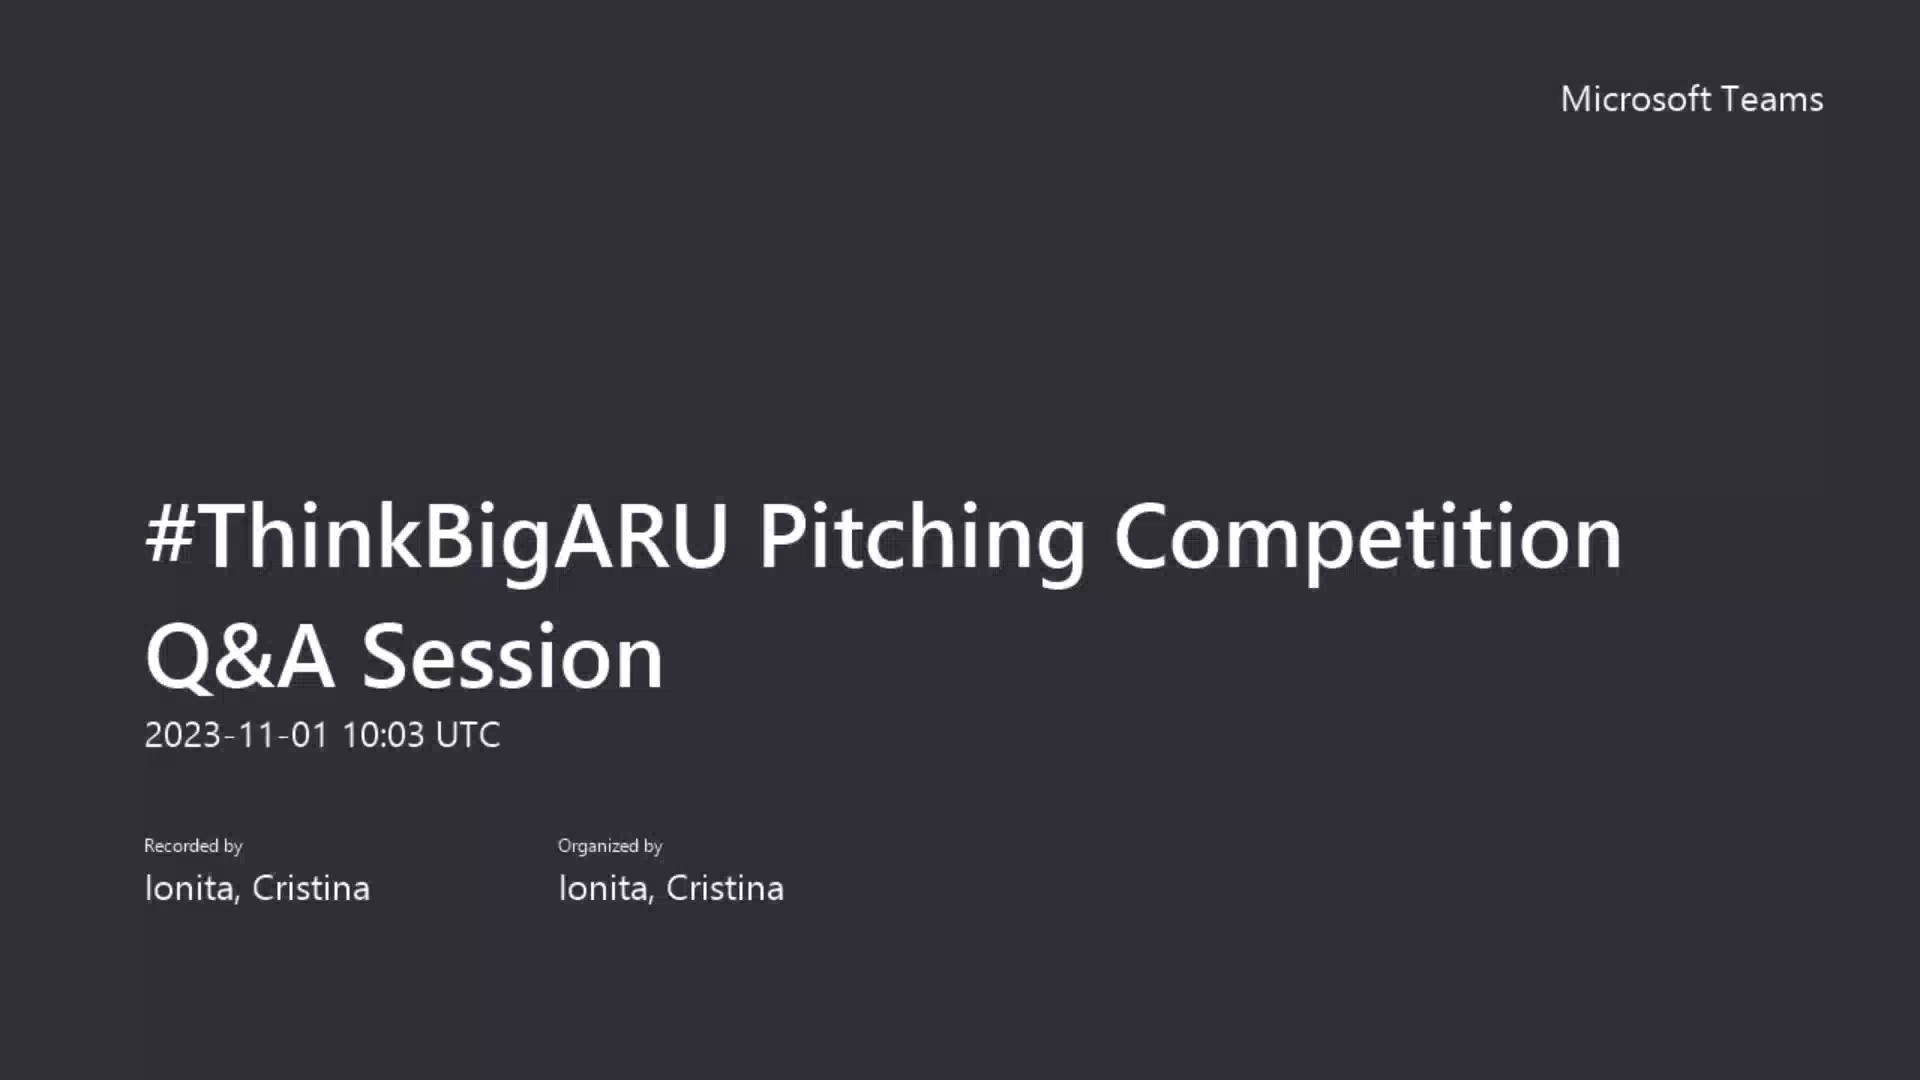 Microsoft Teams
#ThinkBigARU Pitching Competition
Q&A Session
2023-11-01 10:03 UTC
Recorded by
Ionita, Cristina
Organized by
Ionita, Cristina